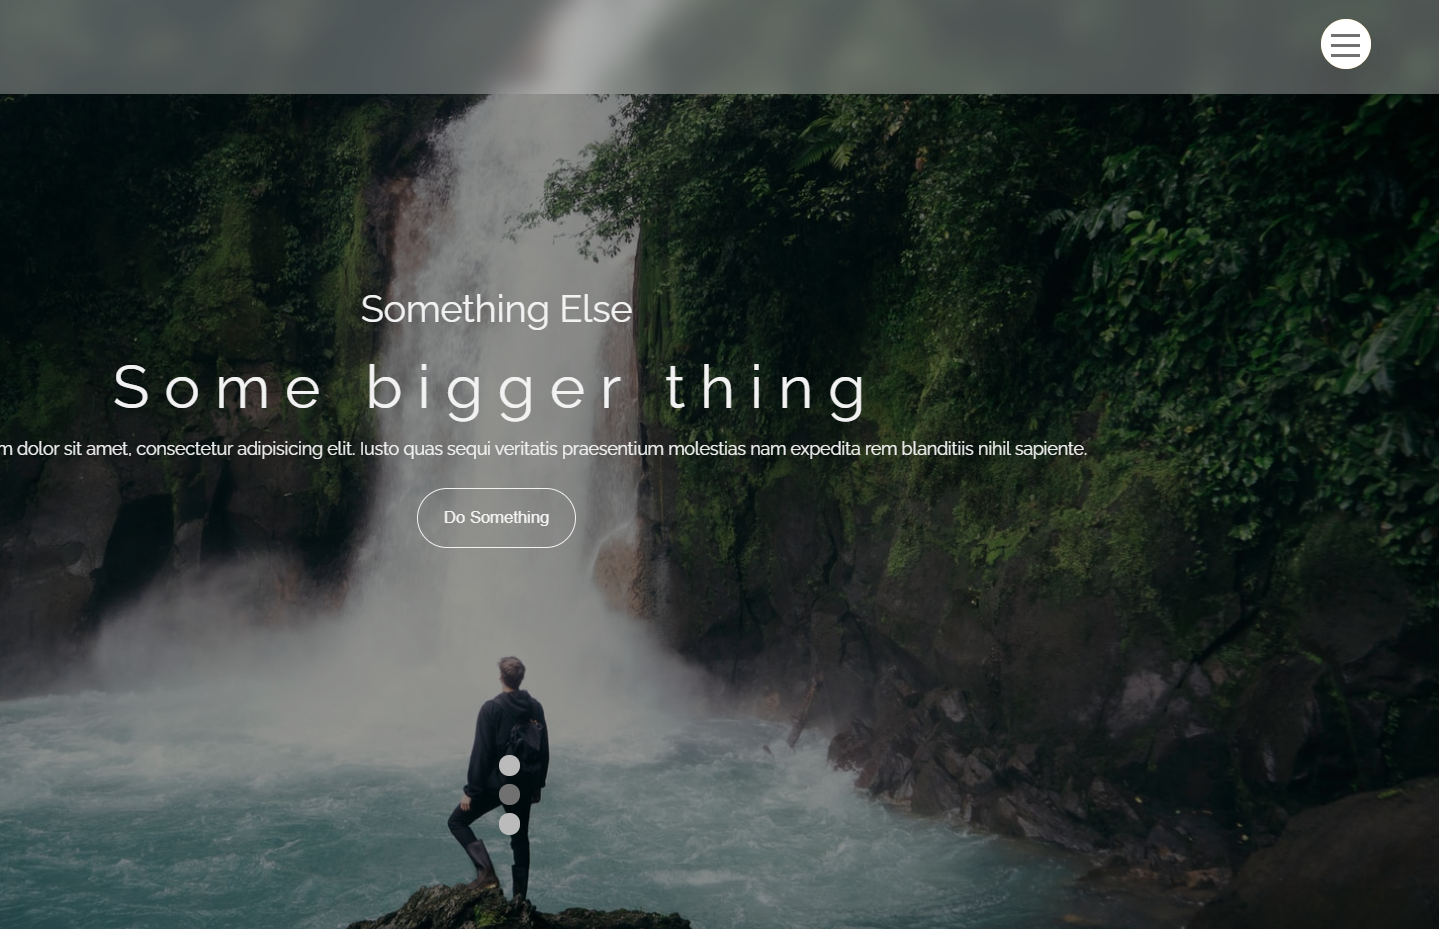 Something Else
Some bigger thing
dolor sit amet, consectetur adipisicing elit. Iusto quas sequi veritatis praesentium molestias nam expedita rem blanditiis nihil sapiente.
Do Something